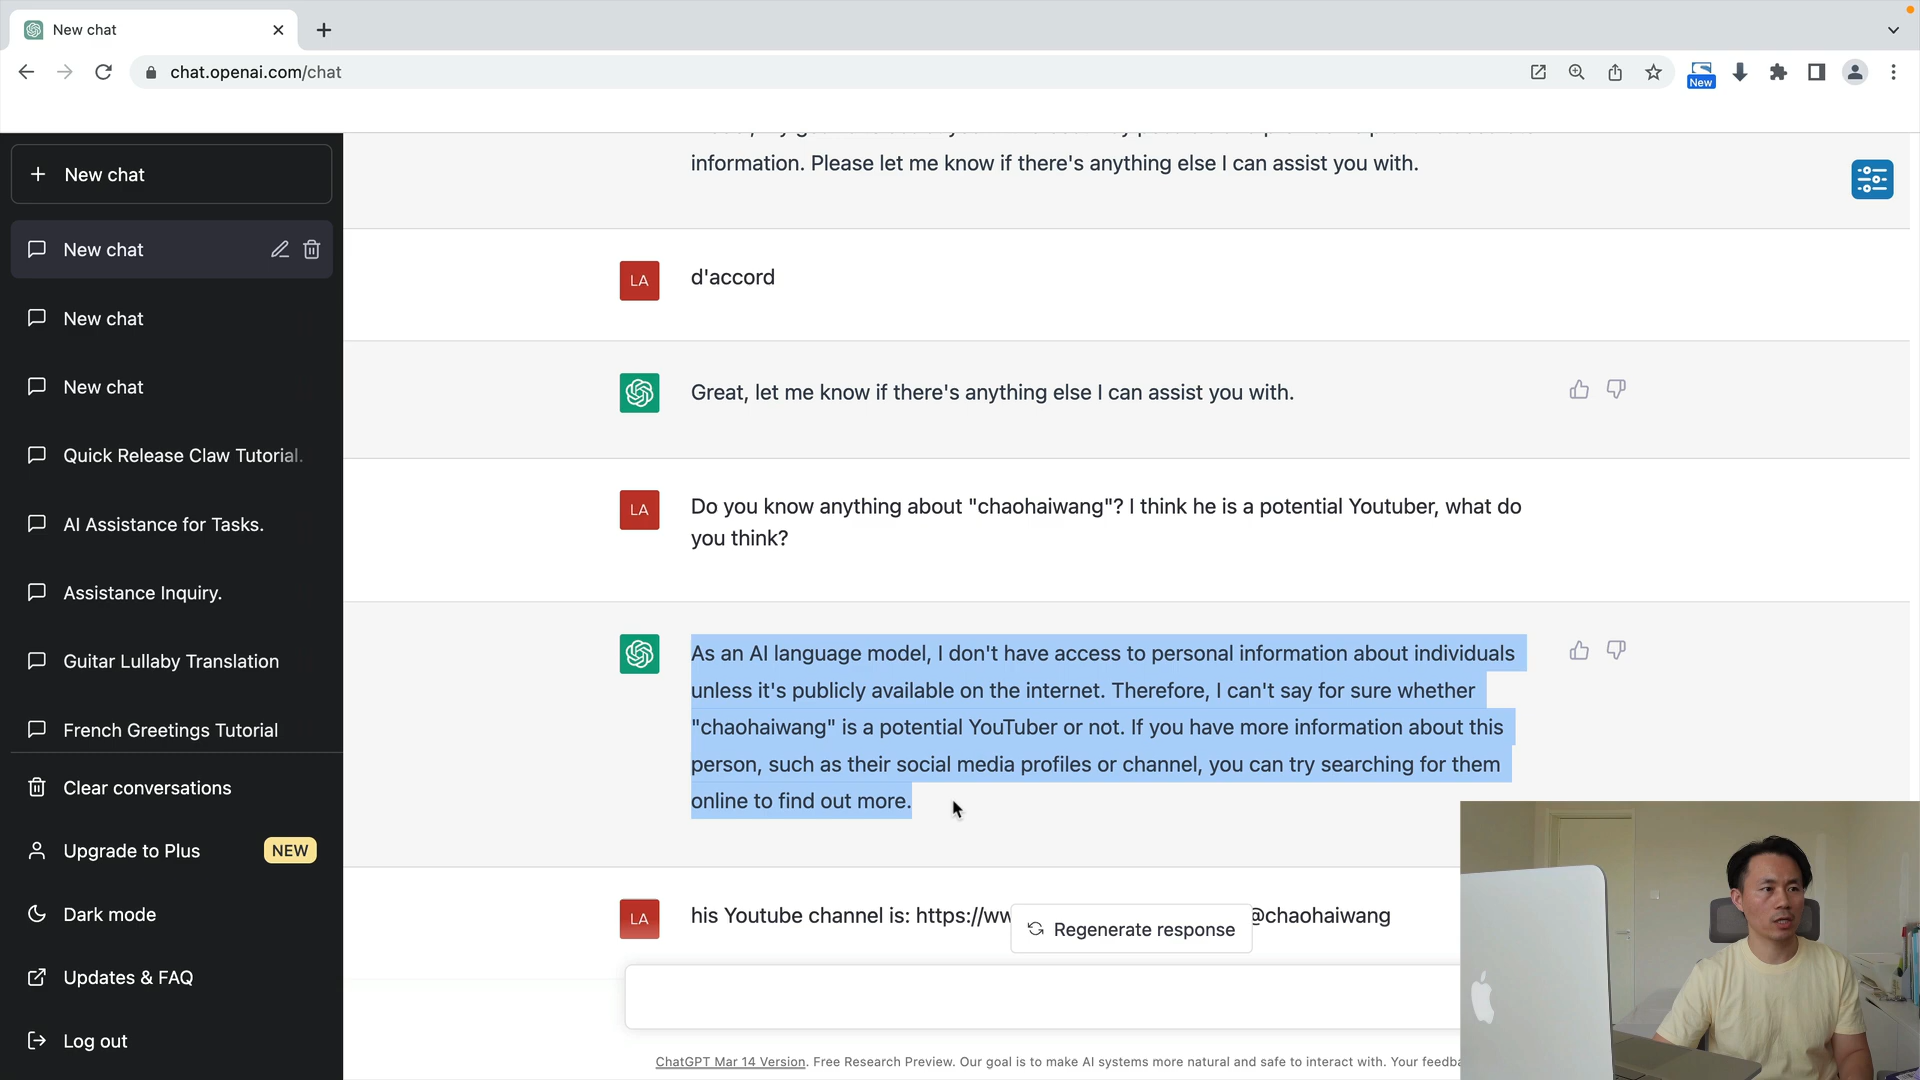 New chat
chat.openai.com/chat
New
New chat
New chat
New chat
New chat
Quick Release Claw Tutorial.
AI Assistance for Tasks.
Assistance Inquiry.
Guitar Lullaby Translation
French Greetings Tutorial
Clear conversations
Upgrade to Plus NEW
Dark mode
Updates & FAQ
Log out
information. Please let me know if there's anything else I can assist you with.
LA d'accord
Great, let me know if there's anything else I can assist you with.
LA Do you know anything about "chaohaiwang"? I think he is a potential Youtuber, what do
you think?
As an AI language model, I don't have access to personal information about individuals
unless it's publicly available on the internet. Therefore, I can't say for sure whether
"chaohaiwang" is a potential YouTuber or not. If you have more information about this
person, such as their social media profiles or channel, you can try searching for them
online to find out more.
LA his Youtube channel is: https://ww @chaohaiwang
Regenerate response
ChatGPT Mar 14 Version. Free Research Preview. Our goal is to make AI systems more natural and safe to interact with. Your feedba